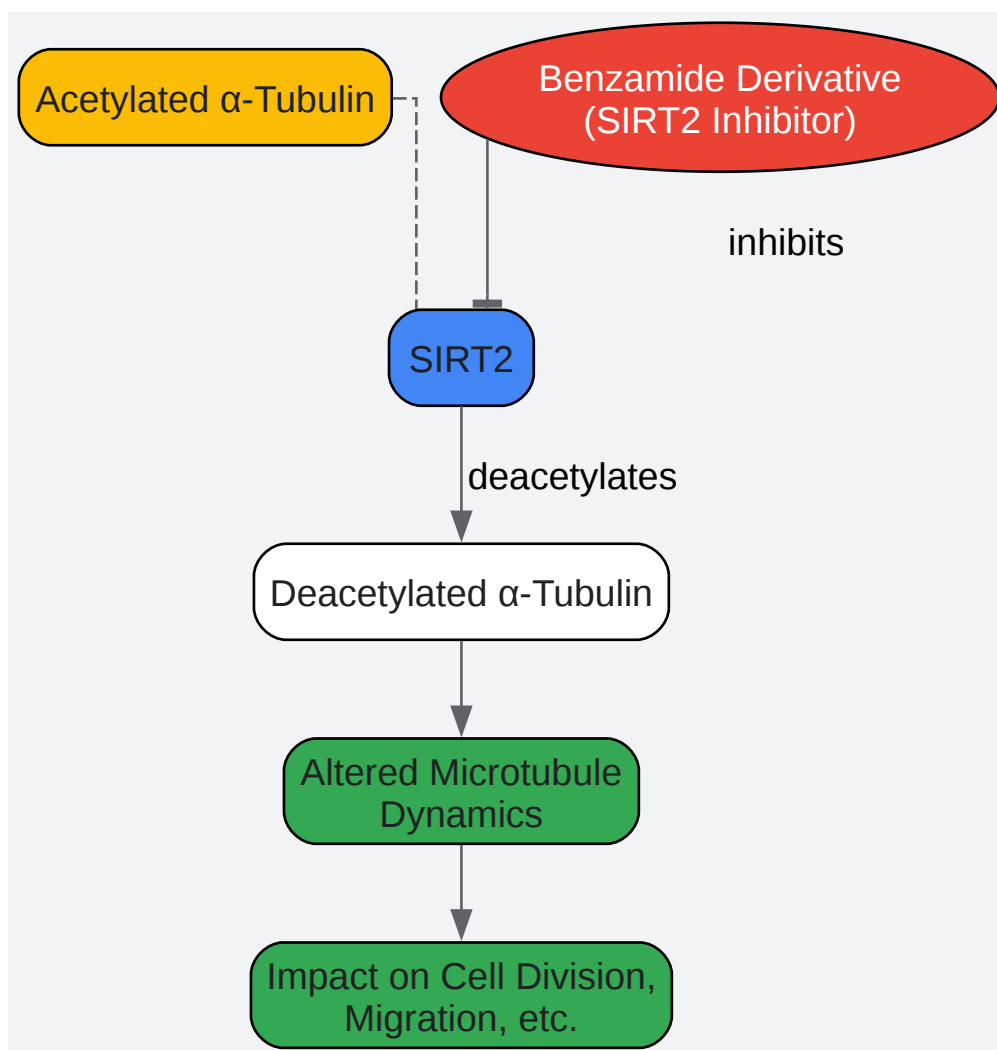 Acetylated α-Tubulin
Benzamide Derivative
(SIRT2 Inhibitor)
inhibits
SIRT2
deacetylates
Deacetylated α-Tubulin
Altered Microtubule
Dynamics
Impact on Cell Division,
Migration, etc.